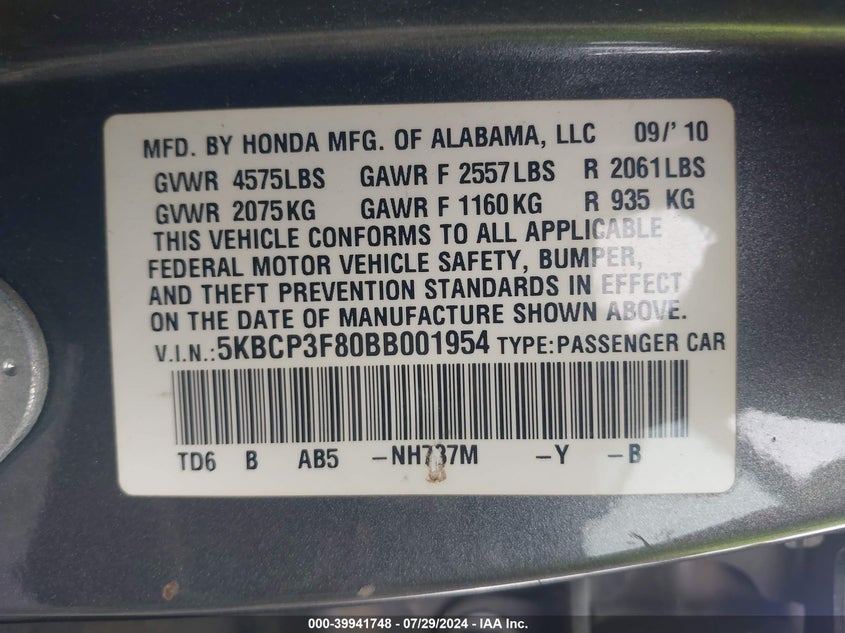 MFD. BY HONDA MFG. OF ALABAMA, LLC 09/' 10
GVWR 4575LBS GAWR F 2557LBS R 2061LBS
GVWR 2075KG GAWR F 1160KG R 935 KG
THIS VEHICLE CONFORMS TO ALL APPLICABLE
FEDERAL MOTOR VEHICLE SAFETY, BUMPER,
AND THEFT PREVENTION STANDARDS IN EFFECT
ON THE DATE OF MANUFACTURE SHOWN ABOVE.
V.I.N.:5KBCP3F80BB001954 TYPE:PASSENGER CAR
TD6 B AB5 -NH737M -Y -B
000-39941748 - 07/29/2024 - IAA Inc.